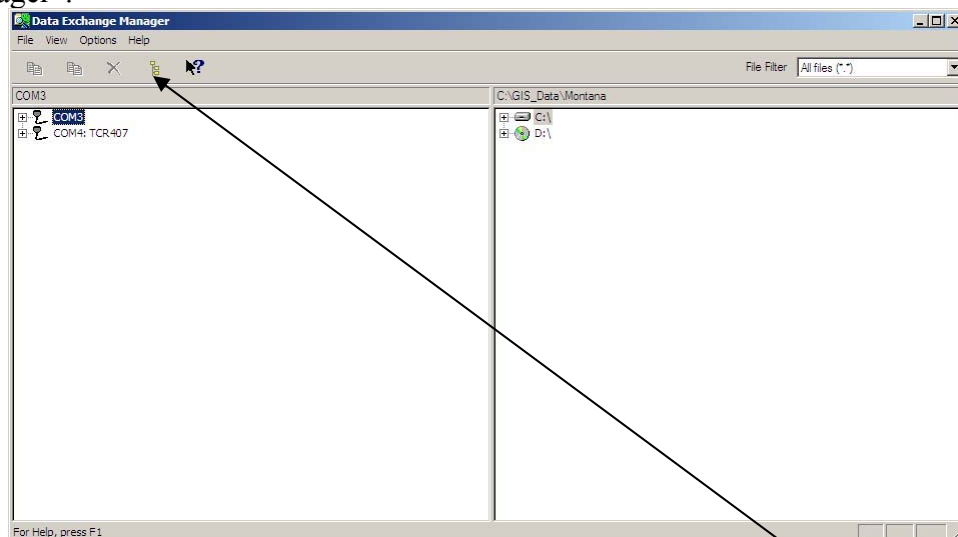 ager".
Data Exchange Manager
File View Options Help
File Filter All files (*.*)
COM3 C:\GIS_Data\Montana
COM3 C:\
COM4: TCR407 D:\
For Help, press F1